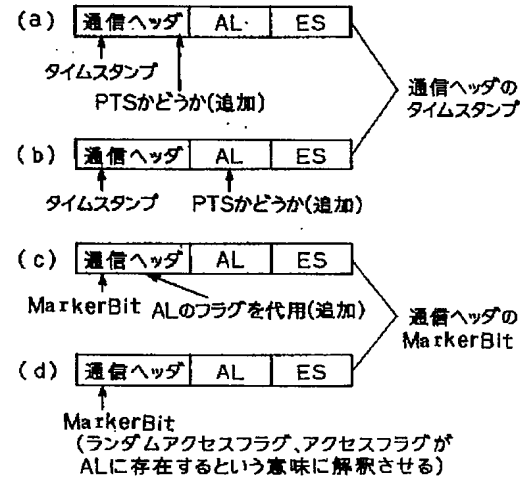 (a) 通信ヘッダ AL ES
タイムスタンプ
PTSかどうか(追加)
通信ヘッダの
タイムスタンプ
(b) 通信ヘッダ AL ES
タイムスタンプ PTSかどうか(追加)
(c) 通信ヘッダ AL ES
MarkerBit ALのフラグを代用(追加)
通信ヘッダの
MarkerBit
(d) 通信ヘッダ AL ES
MarkerBit
(ランダムアクセスフラグ、アクセスフラグが
ALに存在するという意味に解釈させる)